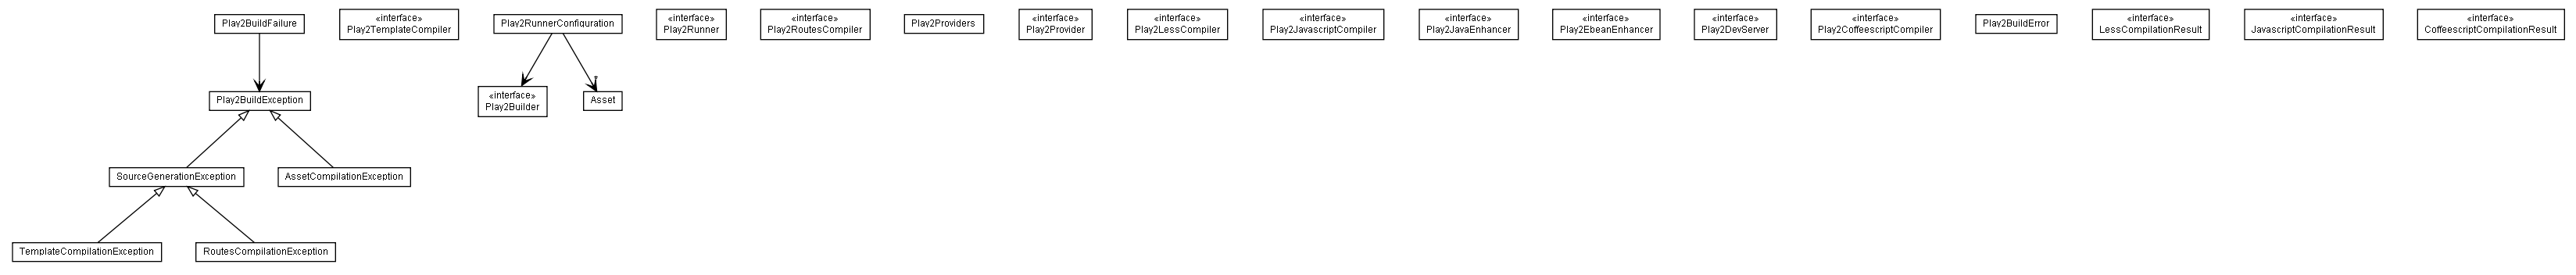 Play2BuildFailure
«interface»
Play2TemplateCompiler
Play2RunnerConfiguration
«interface»
Play2Runner
«interface»
Play2RoutesCompiler
Play2Providers
«interface»
Play2Provider
«interface»
Play2LessCompiler
«interface»
Play2JavascriptCompiler
«interface»
Play2JavaEnhancer
«interface»
Play2EbeanEnhancer
«interface»
Play2DevServer
«interface»
Play2CoffeescriptCompiler
Play2BuildError
«interface»
LessCompilationResult
«interface»
JavascriptCompilationResult
«interface»
CoffeescriptCompilationResult
Play2BuildException
«interface»
Play2Builder
*
Asset
SourceGenerationException
AssetCompilationException
TemplateCompilationException
RoutesCompilationException